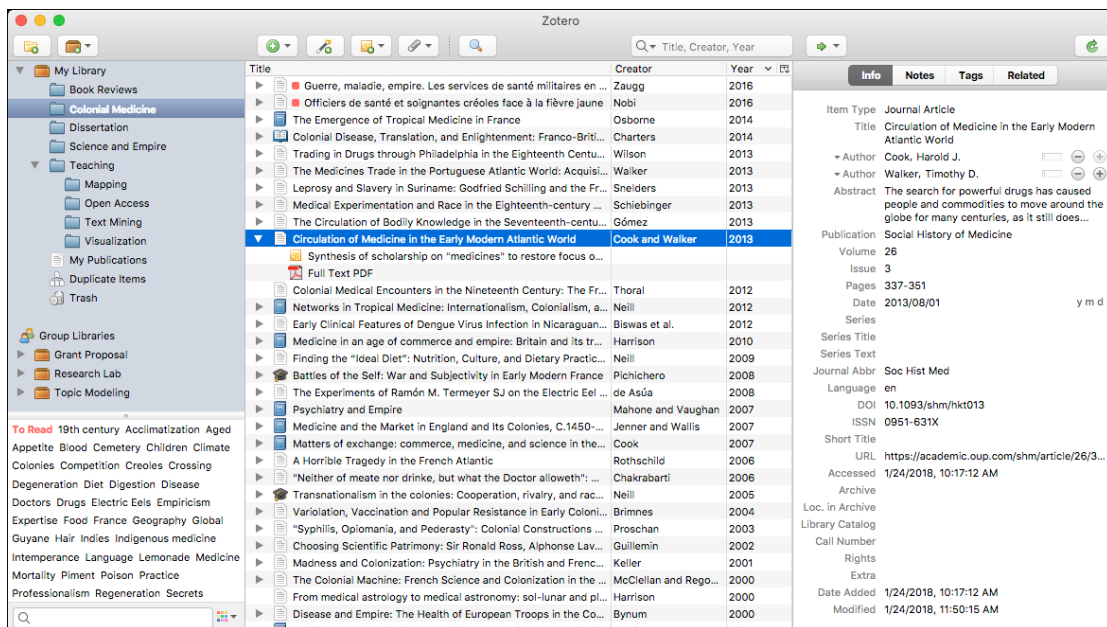 Zotero
Title, Creator, Year
My Library
Book Reviews
Colonial Medicine
Dissertation
Science and Empire
Teaching
Mapping
Open Access
Text Mining
Visualization
My Publications
Duplicate Items
Trash
Group Libraries
Grant Proposal
Research Lab
Topic Modeling
To Read 19th century Acclimatization Aged
Appetite Blood Cemetery Children Climate
Colonies Competition Creoles Crossing
Degeneration Diet Digestion Disease
Doctors Drugs Electric Eels Empiricism
Expertise Food France Geography Global
Guyane Hair Indies Indigenous medicine
Intemperance Language Lemonade Medicine
Mortality Piment Poison Practice
Professionalism Regeneration Secrets
Title Creator Year
Guerre, maladie, empire. Les services de santé militaires en ... Zaugg 2016
Officiers de santé et soignantes créoles face à la fièvre jaune Nobi 2016
The Emergence of Tropical Medicine in France Osborne 2014
Colonial Disease, Translation, and Enlightenment: Franco-Briti... Charters 2014
Trading in Drugs through Philadelphia in the Eighteenth Centu... Wilson 2013
The Medicines Trade in the Portuguese Atlantic World: Acquisi... Walker 2013
Leprosy and Slavery in Suriname: Godfried Schilling and the Fr... Snelders 2013
Medical Experimentation and Race in the Eighteenth-century ... Schiebinger 2013
The Circulation of Bodily Knowledge in the Seventeenth-centu... Gómez 2013
Circulation of Medicine in the Early Modern Atlantic World Cook and Walker 2013
Synthesis of scholarship on "medicines" to restore focus o...
Full Text PDF
Colonial Medical Encounters in the Nineteenth Century: The Fr... Thoral 2012
Networks in Tropical Medicine: Internationalism, Colonialism, a... Neill 2012
Early Clinical Features of Dengue Virus Infection in Nicaraguan... Biswas et al. 2012
Medicine in an age of commerce and empire: Britain and its tr... Harrison 2010
Finding the "Ideal Diet": Nutrition, Culture, and Dietary Practic... Neill 2009
Battles of the Self: War and Subjectivity in Early Modern France Pichichero 2008
The Experiments of Ramón M. Termeyer SJ on the Electric Eel ... de Asúa 2008
Psychiatry and Empire Mahone and Vaughan 2007
Medicine and the Market in England and Its Colonies, C.1450-... Jenner and Wallis 2007
Matters of exchange: commerce, medicine, and science in the... Cook 2007
A Horrible Tragedy in the French Atlantic Rothschild 2006
"Neither of meate nor drinke, but what the Doctor alloweth": ... Chakrabarti 2006
Transnationalism in the colonies: Cooperation, rivalry, and rac... Neill 2005
Variolation, Vaccination and Popular Resistance in Early Coloni... Brimnes 2004
"Syphilis, Opiomania, and Pederasty": Colonial Constructions ... Proschan 2003
Choosing Scientific Patrimony: Sir Ronald Ross, Alphonse Lav... Guillemin 2002
Madness and Colonization: Psychiatry in the British and Frenc... Keller 2001
The Colonial Machine: French Science and Colonization in the ... McClellan and Rego... 2000
From medical astrology to medical astronomy: sol-lunar and pl... Harrison 2000
Disease and Empire: The Health of European Troops in the Co... Bynum 2000
Info Notes Tags Related
Item Type Journal Article
Title Circulation of Medicine in the Early Modern
Atlantic World
Author Cook, Harold J.
Author Walker, Timothy D.
Abstract The search for powerful drugs has caused
people and commodities to move around the
globe for many centuries, as it still does...
Publication Social History of Medicine
Volume 26
Issue 3
Pages 337-351
Date 2013/08/01 y m d
Series
Series Title
Series Text
Journal Abbr Soc Hist Med
Language en
DOI 10.1093/shm/hkt013
ISSN 0951-631X
Short Title
URL https://academic.oup.com/shm/article/26/3...
Accessed 1/24/2018, 10:17:12 AM
Archive
Loc. in Archive
Library Catalog
Call Number
Rights
Extra
Date Added 1/24/2018, 10:17:12 AM
Modified 1/24/2018, 11:50:15 AM